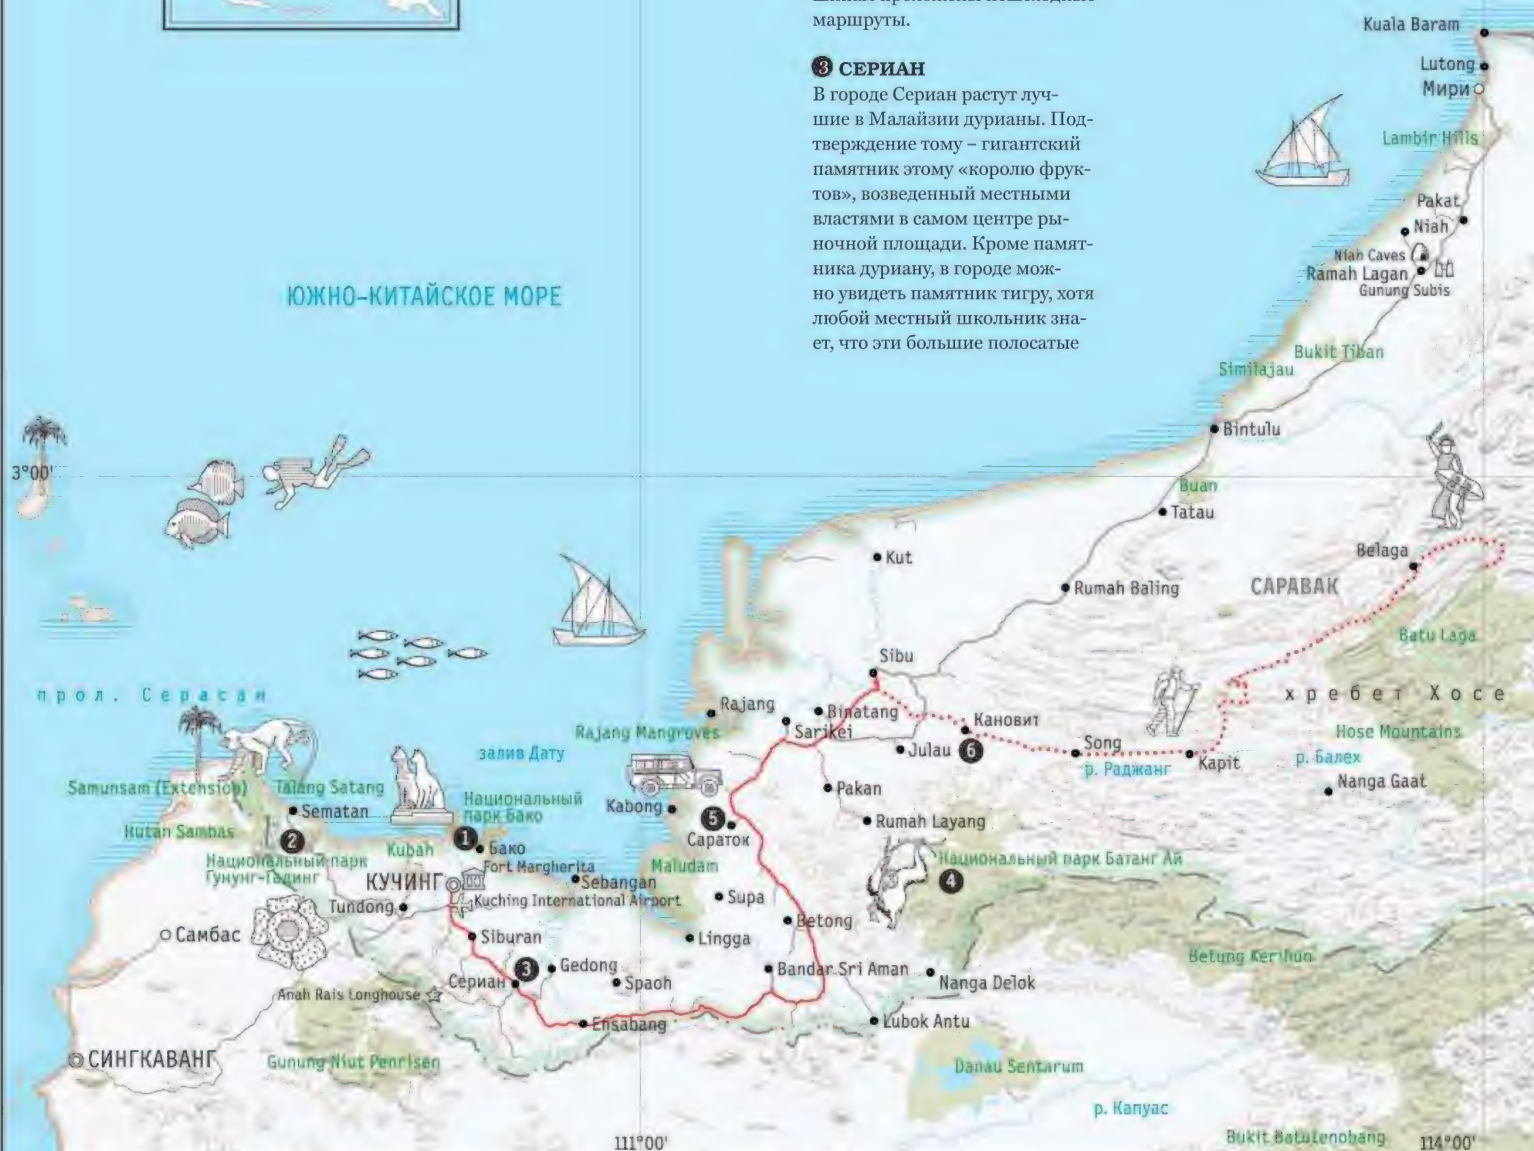 маршруты.
3 СЕРИАН
В городе Сериан растут луч-
шие в Малайзии дурианы. Под-
тверждение тому – гигантский
памятник этому «королю фрук-
тов», возведенный местными
властями в самом центре ры-
ночной площади. Кроме памят-
ника дуриану, в городе мож-
но увидеть памятник тигру, хотя
любой местный школьник зна-
ет, что эти большие полосатые
Kuala Baram
Lutong
Мири
Lambir Hills
Pakat
Niah
Niah Caves
Ramah Lagan
Gunung Subis
ЮЖНО-КИТАЙСКОЕ МОРЕ
Bukit Tiban
Similajau
Bintulu
3°00'
Buan
Tatau
Kut
Belaga
Rumah Baling
САРАВАК
Batu Laga
Sibu
прол. Серасан
хребет Хосе
Rajang
Binatang
Кановит
Rajang Mangroves
Sarikei
Hose Mountains
залив Дату
Julau
6
Song
р. Раджанг
Kapit
р. Балех
Nanga Gaat
Samunsam (Extension)
Talang Satang
Sematan
Национальный
парк Бако
Kabong
Pakan
5
Сараток
Rumah Layang
Hutan Sambas
2
1
Бако
Kubah
Национальный парк
Гунунг-Гадинг
Fort Margherita
Maludam
Национальный парк Батанг Ай
4
КУЧИНГ
Sebangan
Kuching International Airport
Tundong
Supa
Самбас
Siburan
Betong
Lingga
Betung Kerihun
3
Gedong
Сериан
Spaoh
Bandar Sri Aman
Nanga Delok
Anah Rais Longhouse
Ensabang
Lubok Antu
СИНГКАВАНГ
Gunung Niut Penrisen
Danau Sentarum
р. Капуас
111°00'
Bukit Batutenobang
114°00'